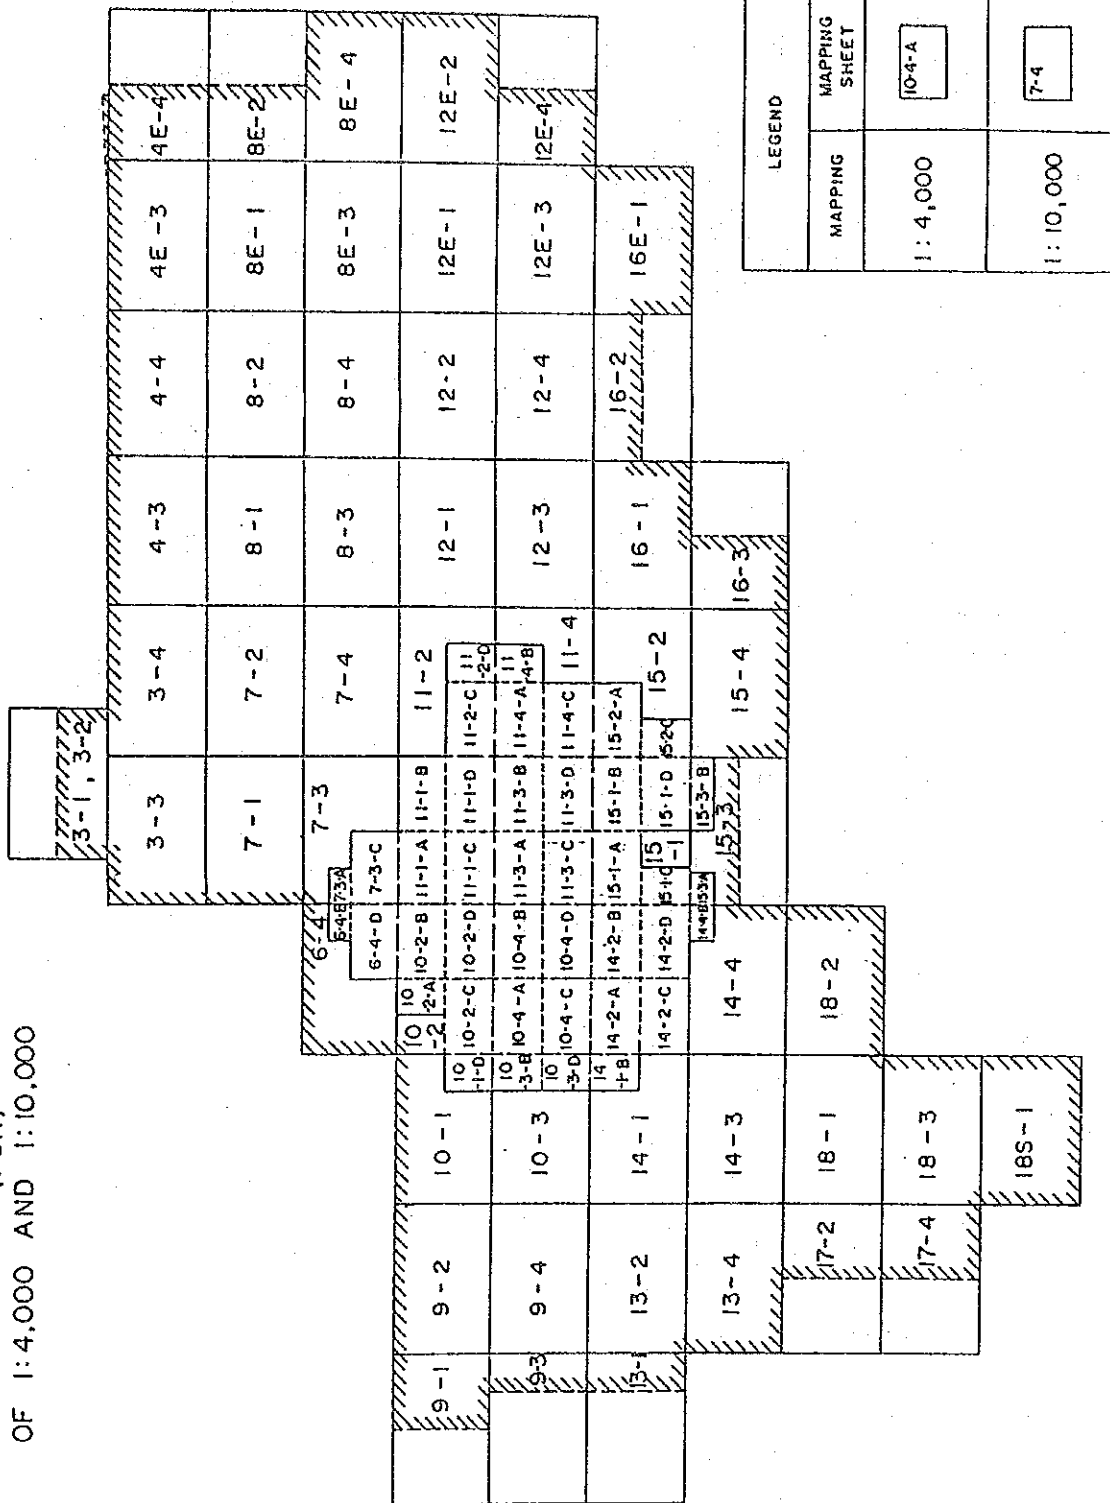 OF 1:4,000 AND 1:10,000
3-1, 3-2
3-3 3-4 4-3 4-4 4E-3 4E-4
7-1 7-2 8-1 8-2 8E-1 8E-2
6-4 7-3 7-4 8-3 8-4 8E-3 8E-4
6-4-B 7-3-A
6-4-D 7-3-C
9-1 9-2 10-1 10-2 10-2-A 10-2-B 11-1-A 11-1-B 11-2 12-1 12-2 12E-1 12E-2
10-1-D 10-2-C 10-2-D 11-1-C 11-1-D 11-2-C 11-2-D
10-3-B 10-4-A 10-4-B 11-3-A 11-3-B 11-4-A 11-4-B
9-3 9-4 10-3 12-3 12-4 12E-3 12E-4
10-3-D 10-4-C 10-4-D 11-3-C 11-3-D 11-4-C 11-4
14-1-B 14-2-A 14-2-B 15-1-A 15-1-B 15-2-A
13-1 13-2 14-1 16-1 16-2 16E-1
14-2-C 14-2-D 15-1-C 15-1 15-1-D 15-2-C 15-2
14-4-B 15-3-A 15-3-B
13-4 14-3 14-4 15-3 15-4 16-3
17-2 18-1 18-2
17-4 18-3
18S-1
LEGEND
MAPPING MAPPING SHEET
1:4,000 10-4-A
1:10,000 7-4